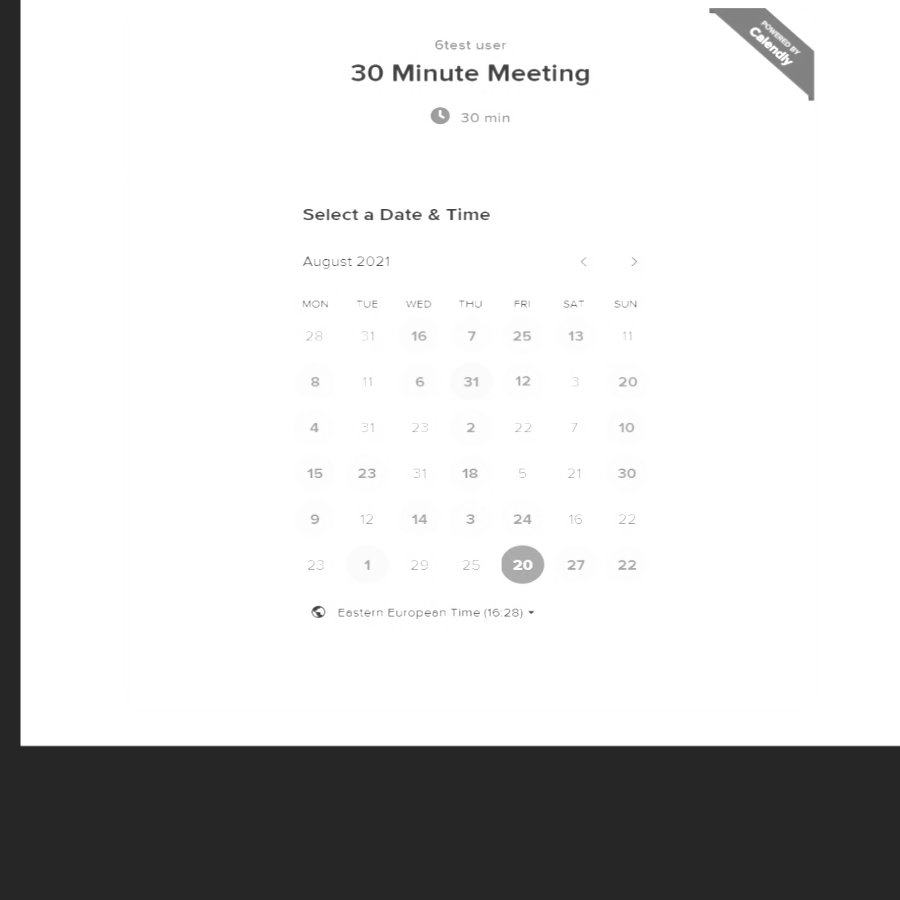 6test user
POWERED BY
Calendly
30 Minute Meeting
30 min
Select a Date & Time
August 2021
MON TUE WED THU FRI SAT SUN
28 31 16 7 25 13 11
8 11 6 31 12 3 20
4 31 23 2 22 7 10
15 23 31 18 5 21 30
9 12 14 3 24 16 22
23 1 29 25 20 27 22
Eastern European Time (16:28)